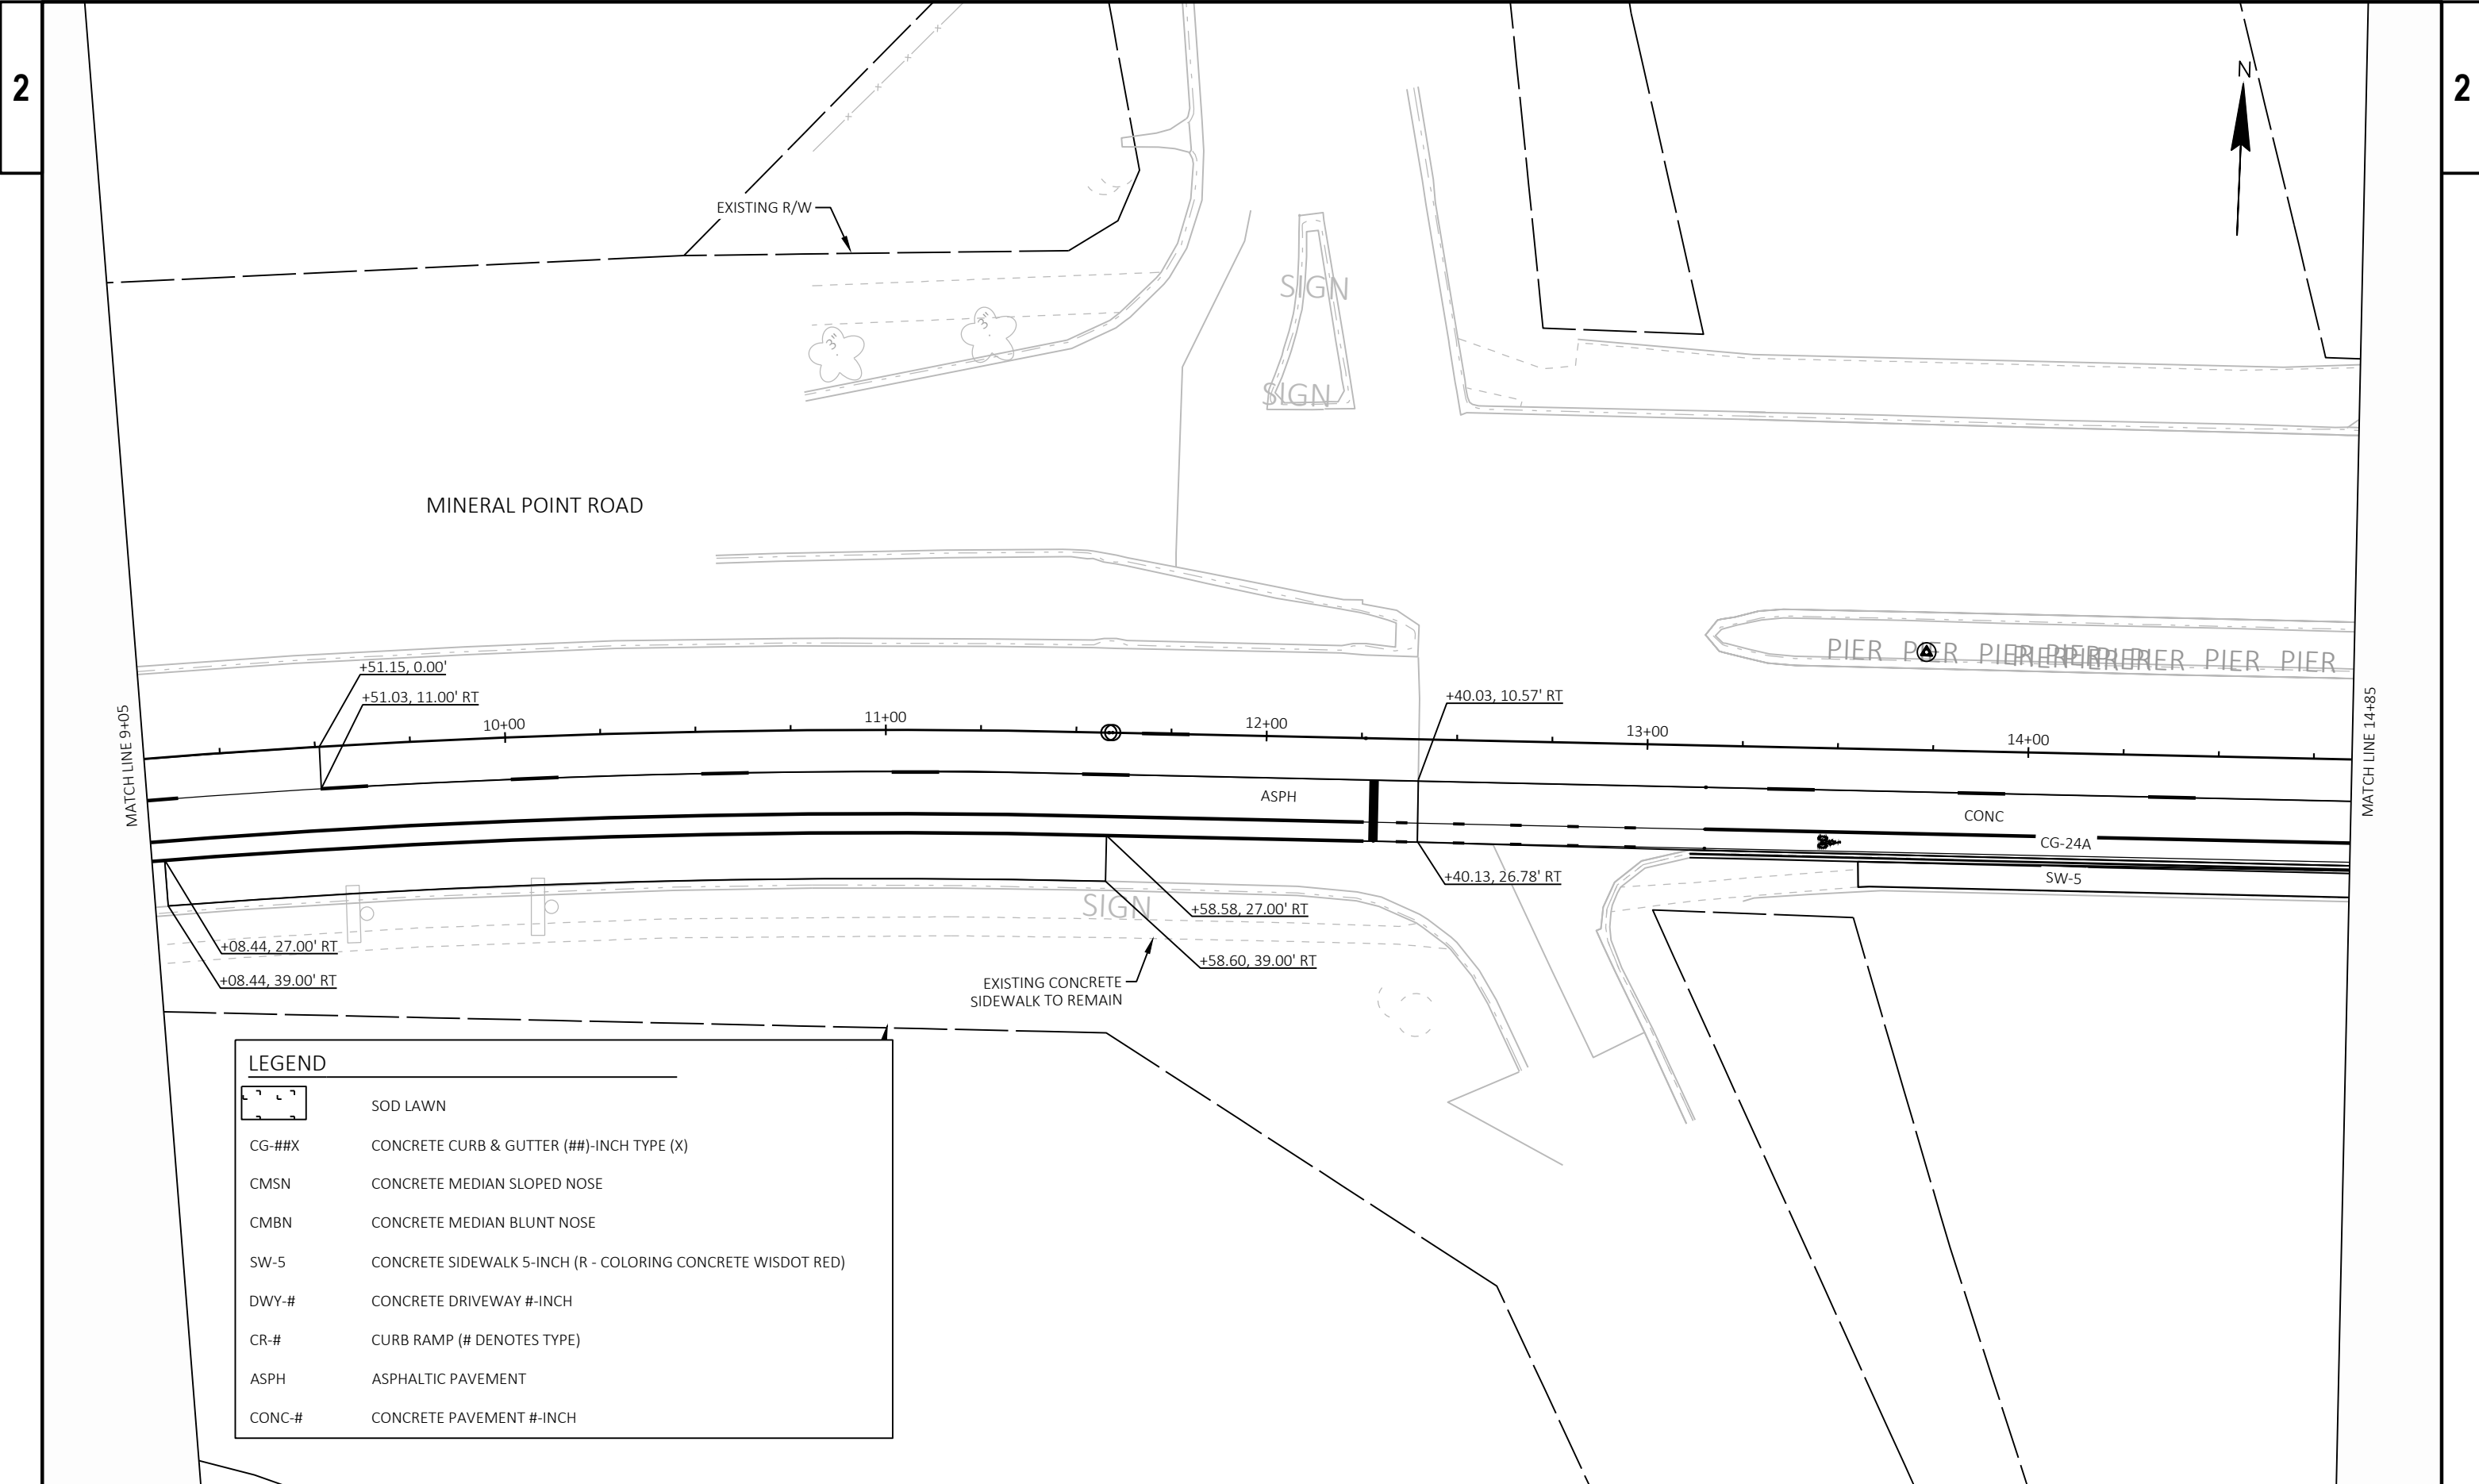 2
2
N
EXISTING R/W
SIGN
3"
3"
SIGN
MINERAL POINT ROAD
PIER PIER PIER PIER PIER PIER PIER
+51.15, 0.00'
+51.03, 11.00' RT
+40.03, 10.57' RT
MATCH LINE 9+05
10+00
11+00
12+00
13+00
14+00
MATCH LINE 14+85
ASPH
CONC
CG-24A
SW-5
+40.13, 26.78' RT
SIGN
+58.58, 27.00' RT
+08.44, 27.00' RT
+58.60, 39.00' RT
+08.44, 39.00' RT
EXISTING CONCRETE
SIDEWALK TO REMAIN
LEGEND
SOD LAWN
CG-##X CONCRETE CURB & GUTTER (##)-INCH TYPE (X)
CMSN CONCRETE MEDIAN SLOPED NOSE
CMBN CONCRETE MEDIAN BLUNT NOSE
SW-5 CONCRETE SIDEWALK 5-INCH (R - COLORING CONCRETE WISDOT RED)
DWY-# CONCRETE DRIVEWAY #-INCH
CR-# CURB RAMP (# DENOTES TYPE)
ASPH ASPHALTIC PAVEMENT
CONC-# CONCRETE PAVEMENT #-INCH